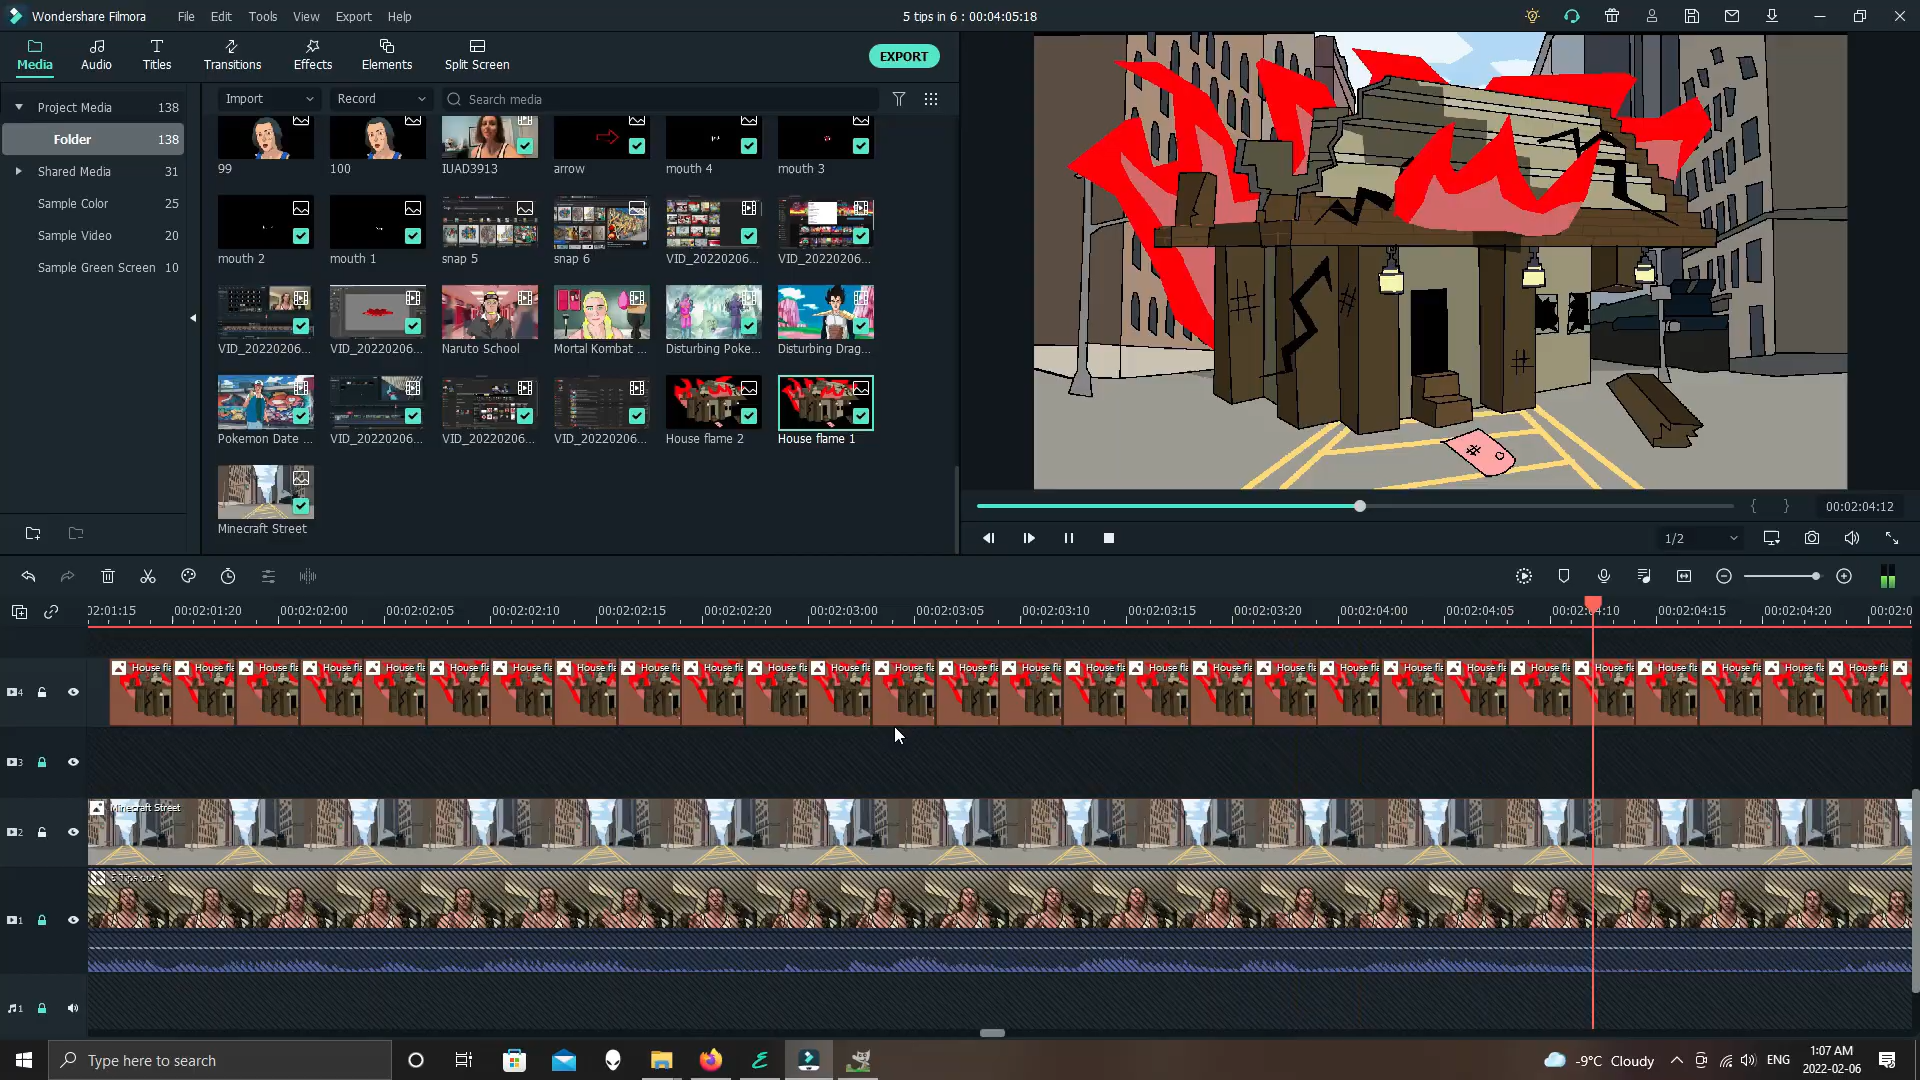 Wondershare Filmora File Edit Tools View Export Help 5 tips in 6 : 00:04:05:18
Media Audio Titles Transitions Effects Elements Split Screen EXPORT
Project Media 138
Folder 138
Shared Media 31
Sample Color 25
Sample Video 20
Sample Green Screen 10
Import Record Search media
99 100 IUAD3913 arrow mouth 4 mouth 3
mouth 2 mouth 1 snap 5 snap 6 VID_20220206... VID_20220206...
VID_20220206... VID_20220206... Naruto School Mortal Kombat ... Disturbing Poke... Disturbing Drag...
Pokemon Date ... VID_20220206... VID_20220206... VID_20220206... House flame 2 House flame 1
Minecraft Street
00:02:04:12
1/2
02:01:15 00:02:01:20 00:02:02:00 00:02:02:05 00:02:02:10 00:02:02:15 00:02:02:20 00:02:03:00 00:02:03:05 00:02:03:10 00:02:03:15 00:02:03:20 00:02:04:00 00:02:04:05 00:02:04:10 00:02:04:15 00:02:04:20 00:02:0
House fla House fla House fla House fla House fla House fla House fla House fla House fla House fla House fla House fla House fla House fla House fla House fla House fla House fla House fla House fla House fla House fla House fla House fla House fla House fla House fla House fla
4
3
Minecraft Street
2
1
1
Type here to search
-9°C Cloudy ENG 1:07 AM
2022-02-06